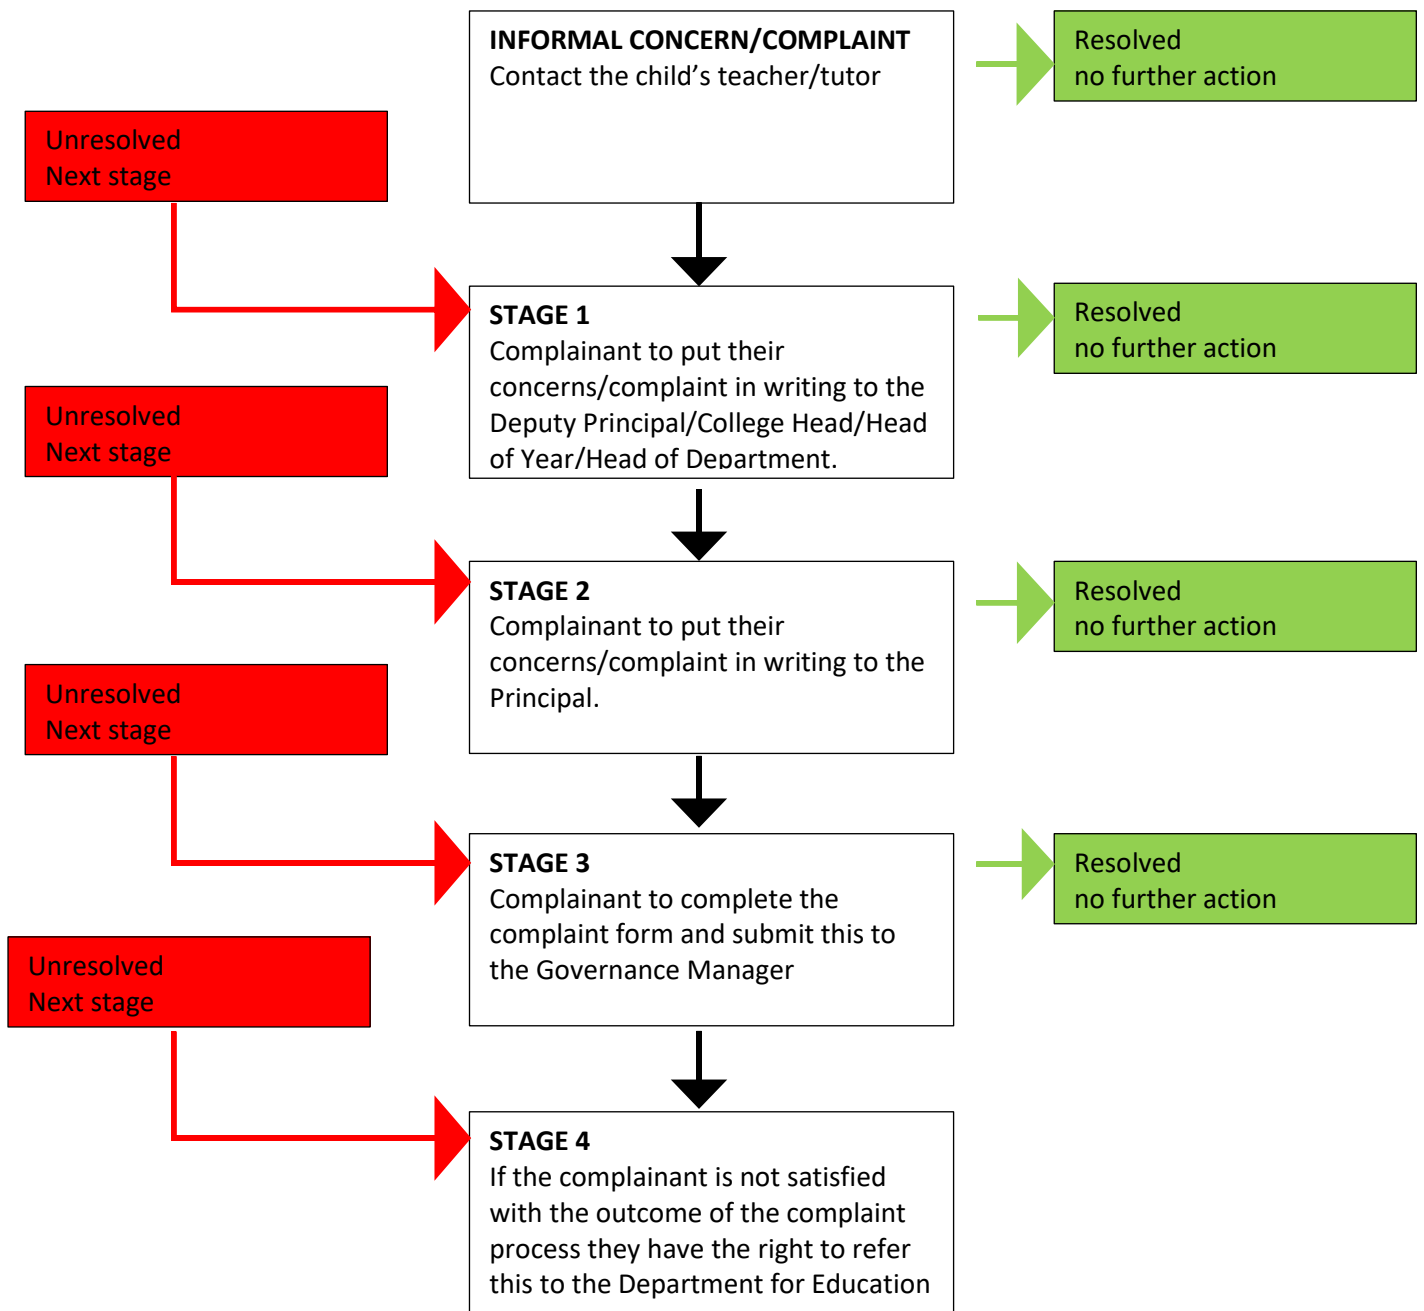 INFORMAL CONCERN/COMPLAINT
Contact the child's teacher/tutor
Resolved
no further action
Unresolved
Next stage
STAGE 1
Complainant to put their
concerns/complaint in writing to the
Deputy Principal/College Head/Head
of Year/Head of Department.
Resolved
no further action
Unresolved
Next stage
STAGE 2
Complainant to put their
concerns/complaint in writing to the
Principal.
Resolved
no further action
Unresolved
Next stage
STAGE 3
Complainant to complete the
complaint form and submit this to
the Governance Manager
Resolved
no further action
Unresolved
Next stage
STAGE 4
If the complainant is not satisfied
with the outcome of the complaint
process they have the right to refer
this to the Department for Education